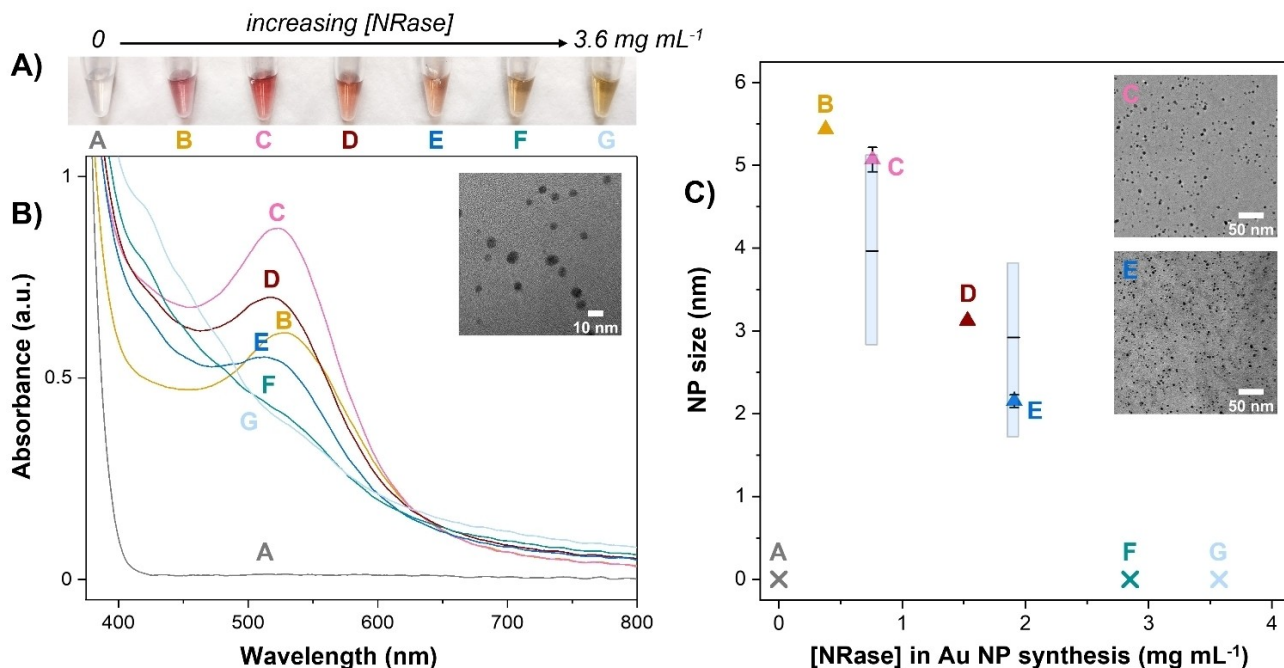 increasing [NRase]
0
3.6 mg mL⁻¹
A)
A B C D E F G
B)
Absorbance (a.u.)
1
0.5
0
C
D
B
E
F
G
A
10 nm
400 500 600 700 800
Wavelength (nm)
C)
NP size (nm)
6
5
4
3
2
1
0
B
C
D
E
A
F
G
C
50 nm
E
50 nm
0 1 2 3 4
[NRase] in Au NP synthesis (mg mL⁻¹)